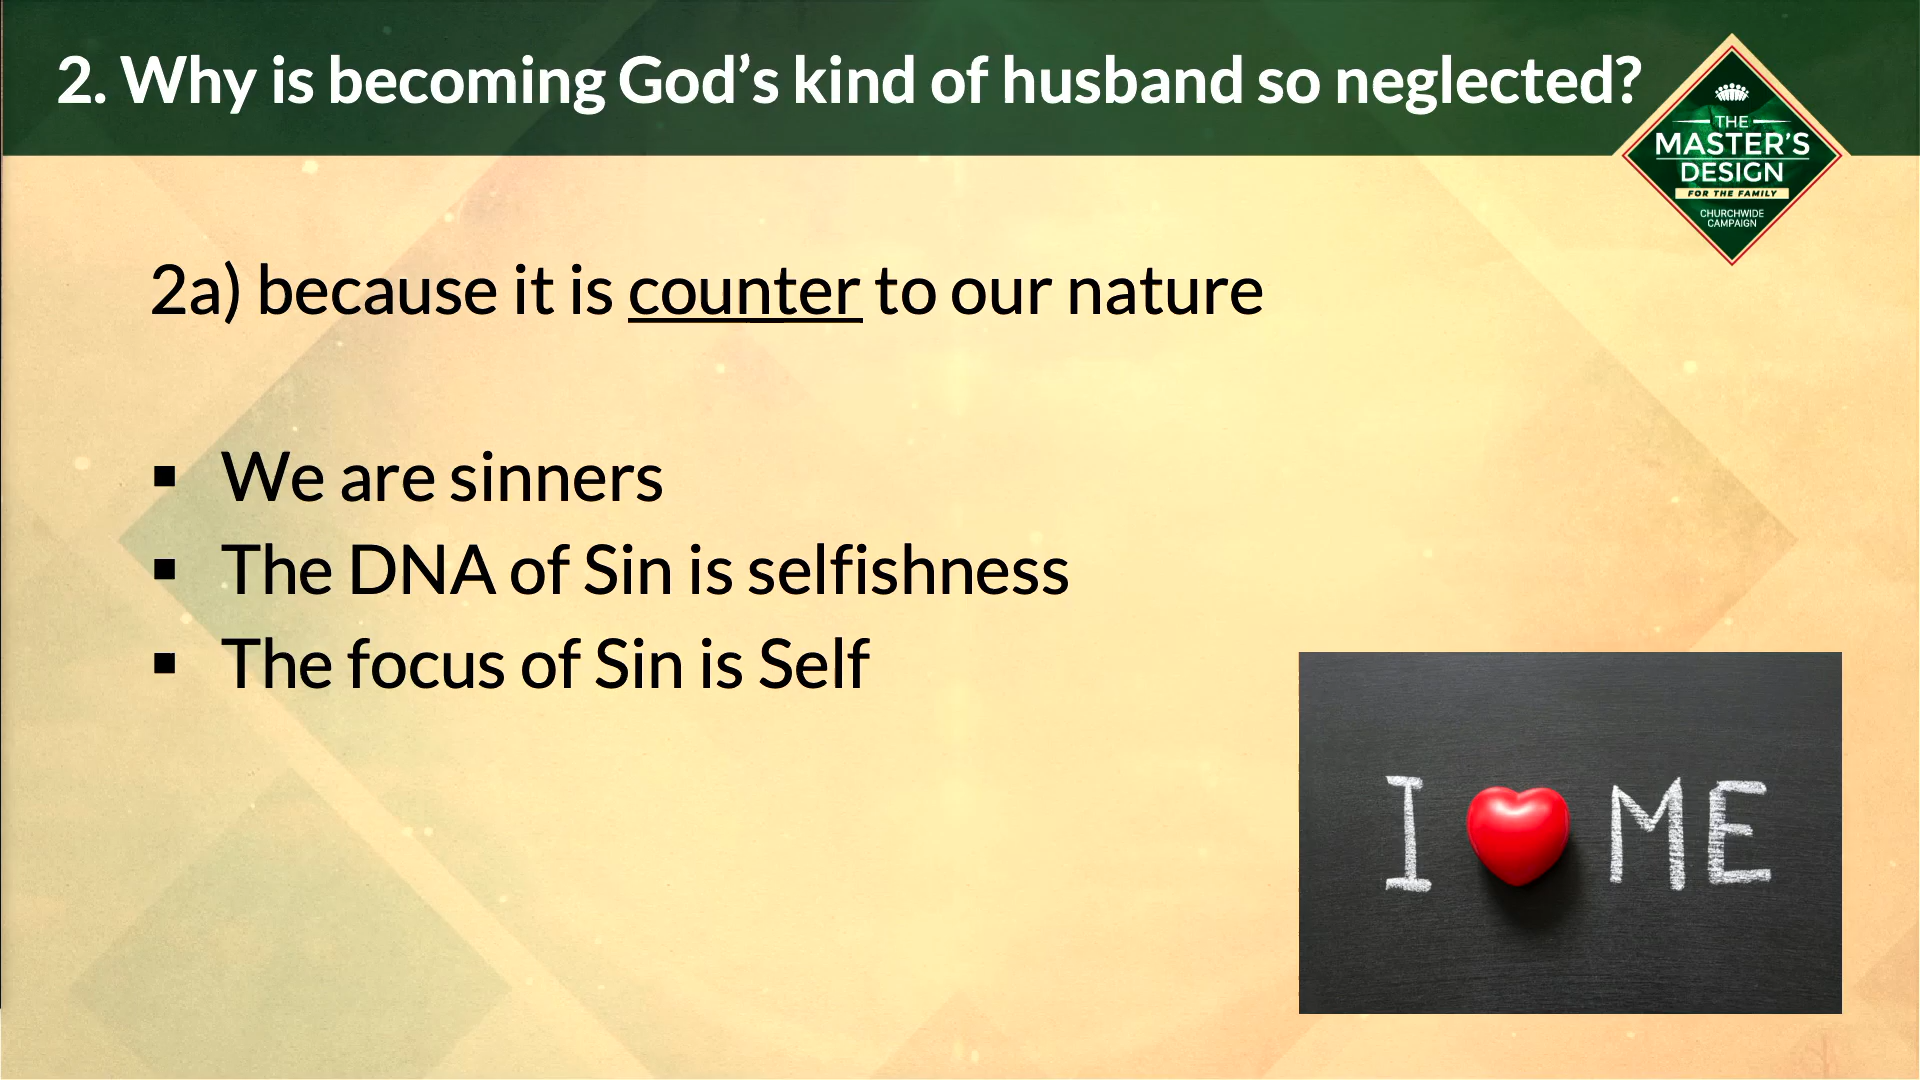 2. Why is becoming God’s kind of husband so neglected?
THE
MASTER’S
DESIGN
FOR THE FAMILY
CHURCHWIDE
CAMPAIGN
2a) because it is counter to our nature
▪ We are sinners
▪ The DNA of Sin is selfishness
▪ The focus of Sin is Self
I ❤ ME